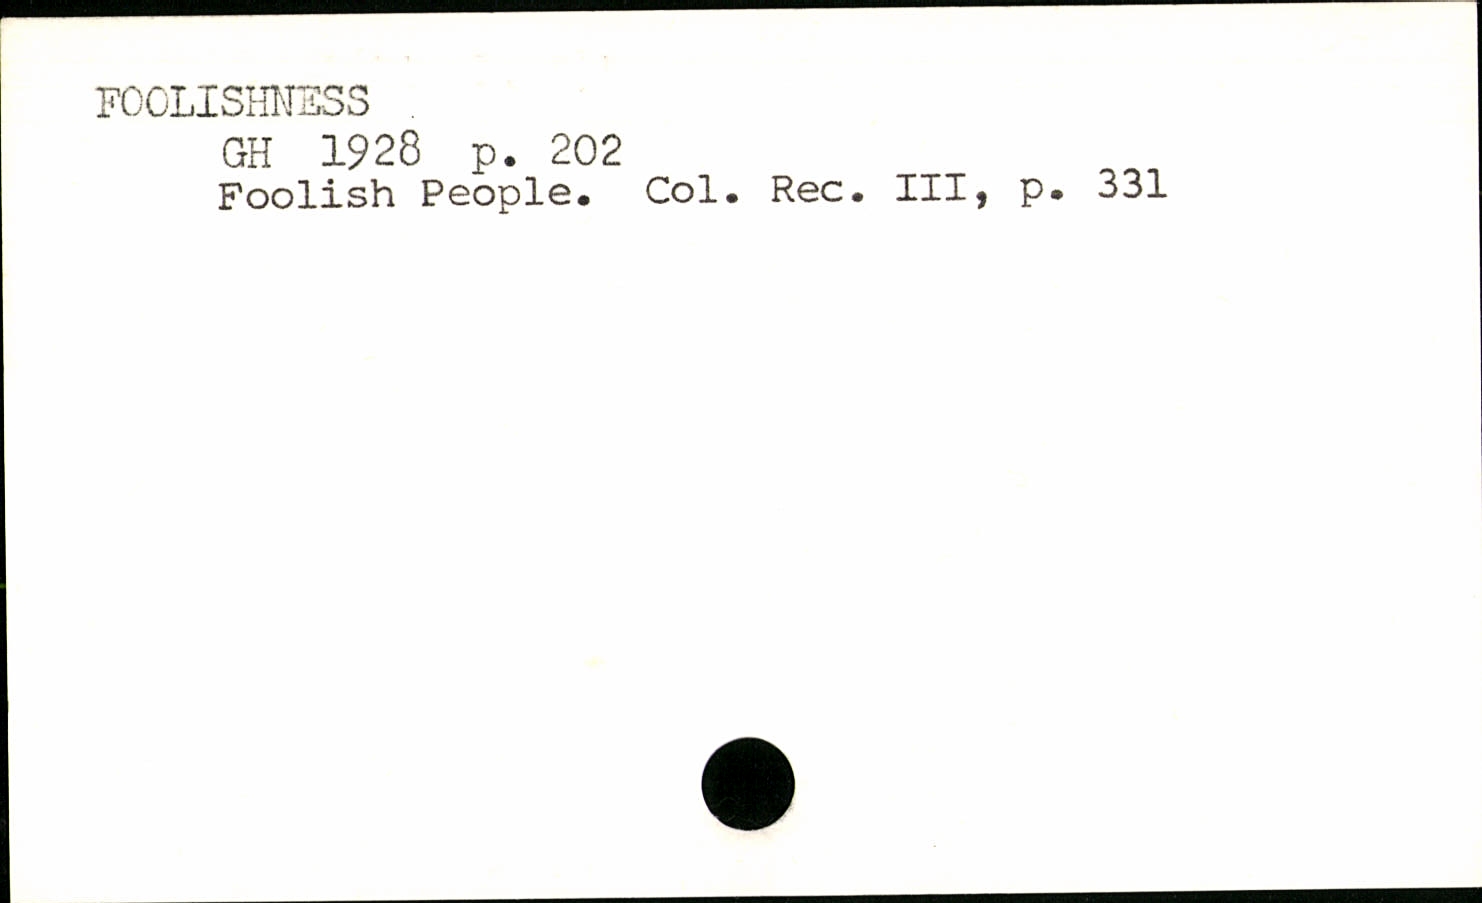 FOOLISHNESS
GH 1928 p. 202
Foolish People. Col. Rec. III, p. 331